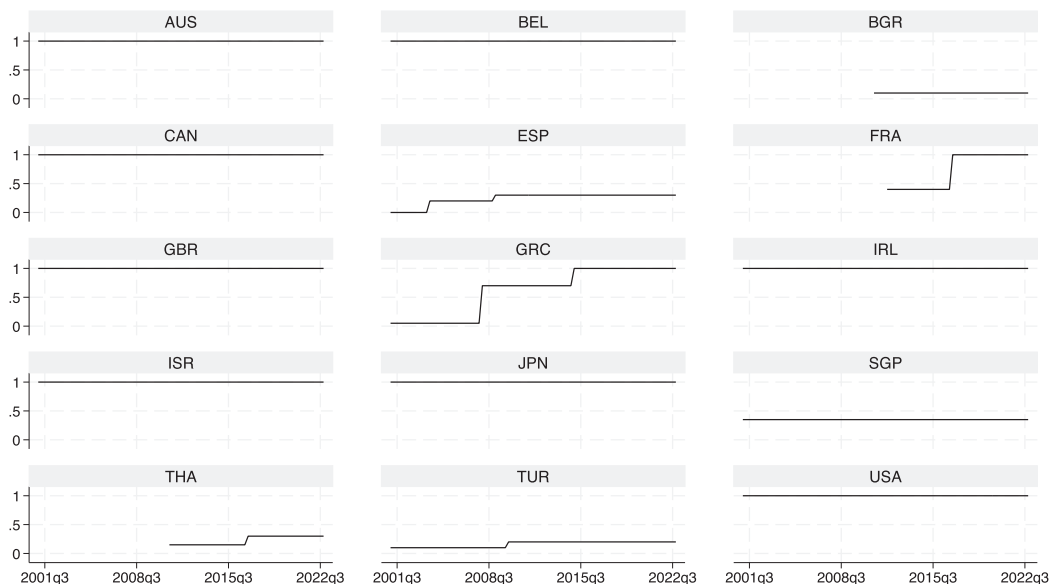 AUS BEL BGR
1
.5
0
CAN ESP FRA
1
.5
0
GBR GRC IRL
1
.5
0
ISR JPN SGP
1
.5
0
THA TUR USA
1
.5
0
2001q3 2008q3 2015q3 2022q3 2001q3 2008q3 2015q3 2022q3 2001q3 2008q3 2015q3 2022q3